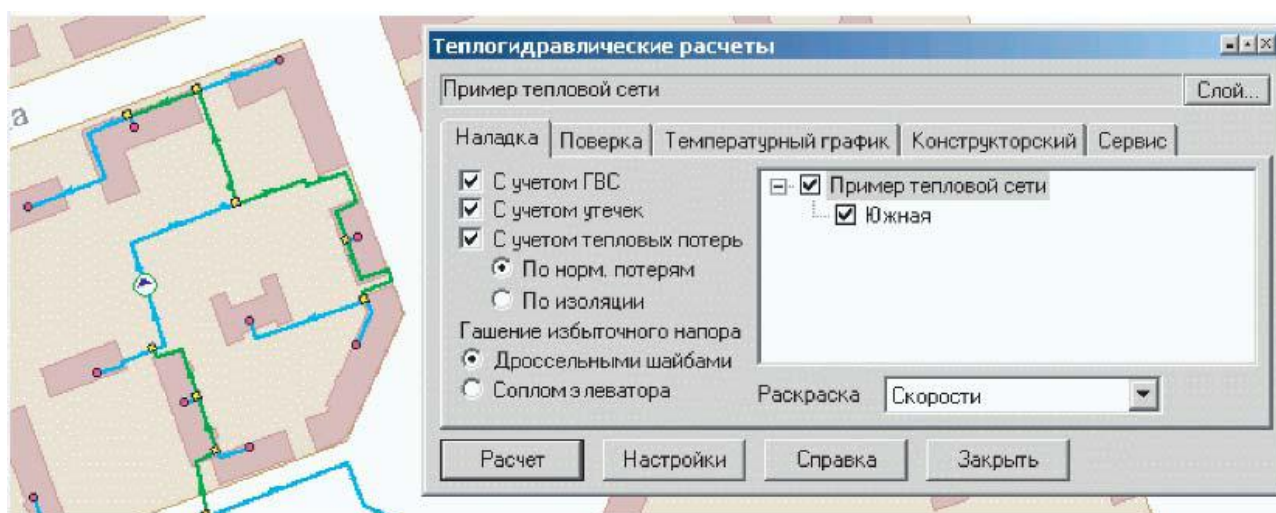 Теплогидравлические расчеты
Пример тепловой сети
Слой...
Наладка
Поверка
Температурный график
Конструкторский
Сервис
С учетом ГВС
С учетом утечек
С учетом тепловых потерь
По норм. потерям
По изоляции
Гашение избыточного напора
Дроссельными шайбами
Соплом элеватора
Пример тепловой сети
Южная
Раскраска
Скорости
Расчет
Настройки
Справка
Закрыть